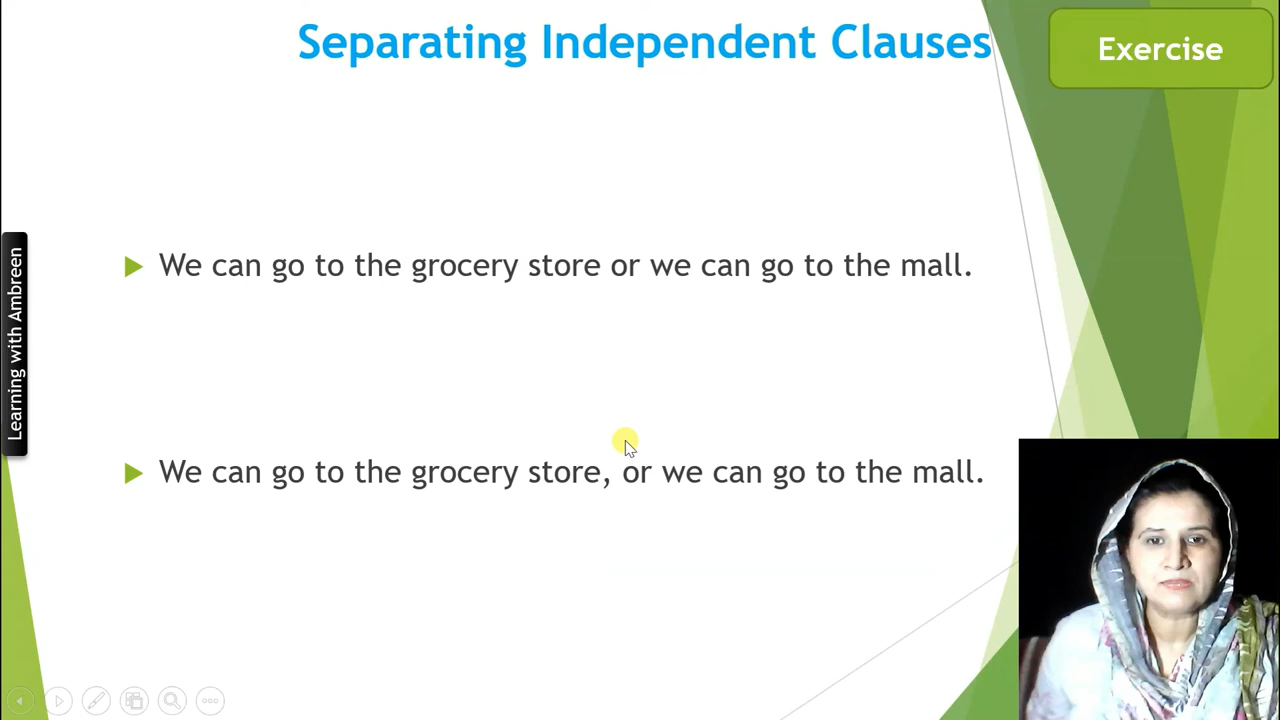 Separating Independent Clauses
Exercise
We can go to the grocery store or we can go to the mall.
Learning with Ambreen
We can go to the grocery store, or we can go to the mall.